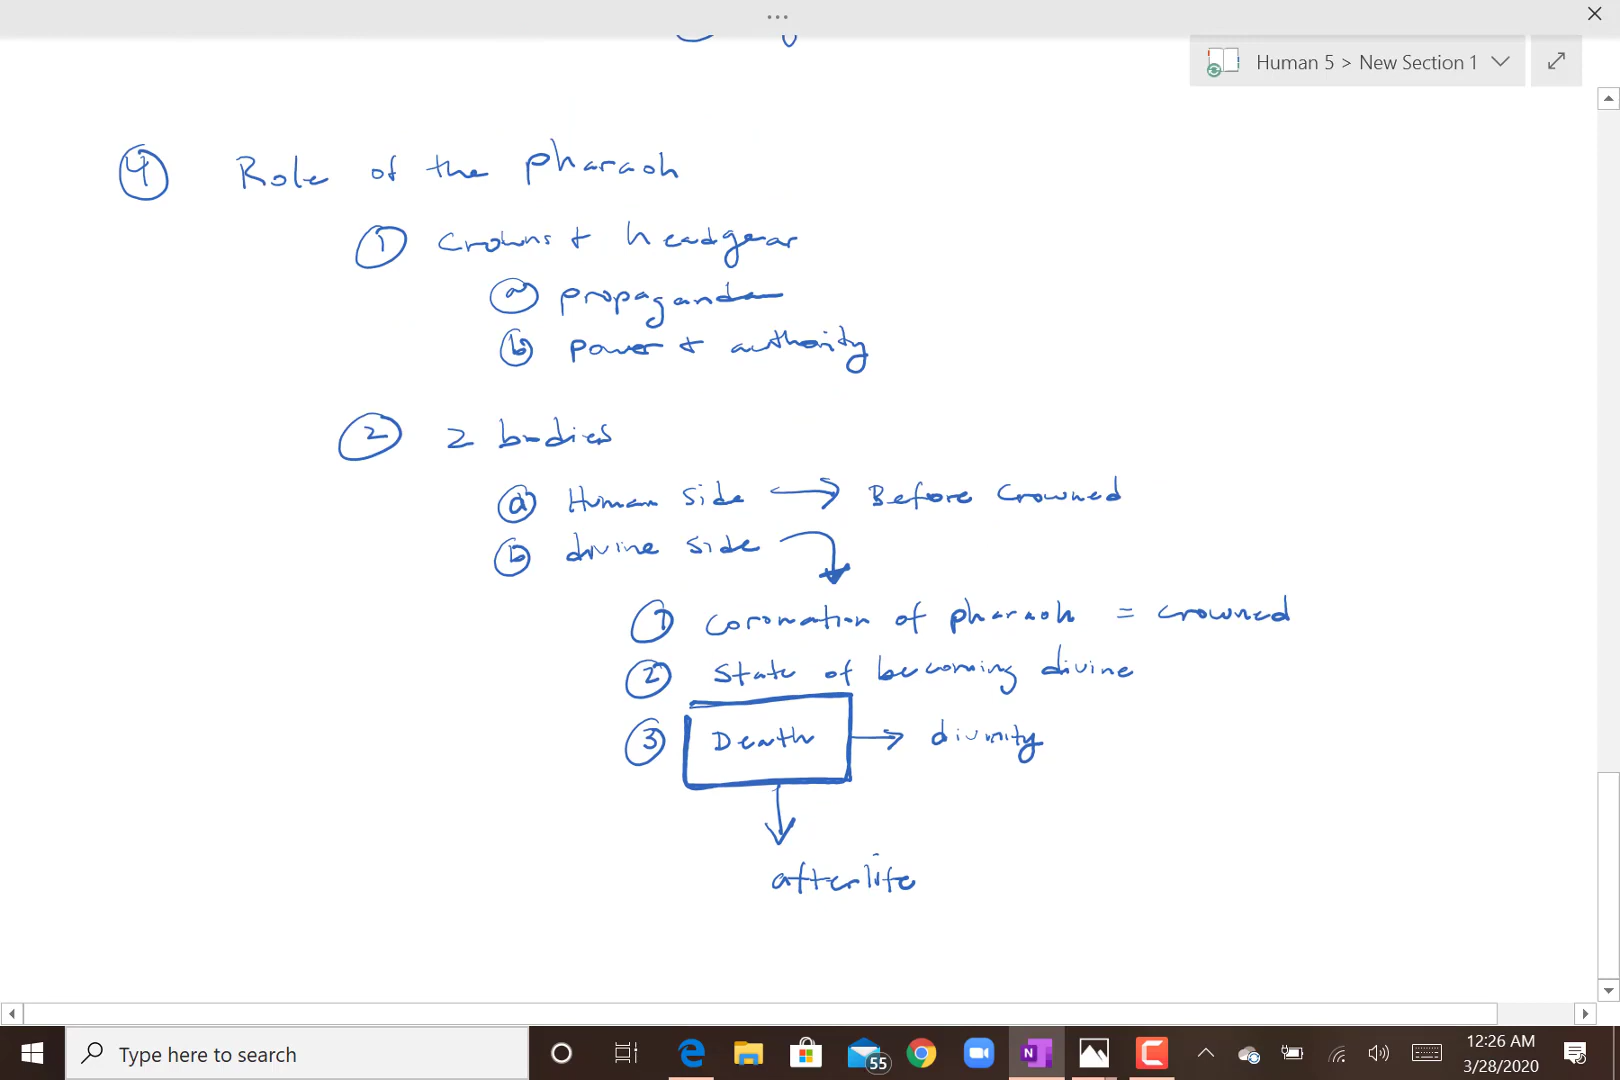 Human 5 > New Section 1
④ Role of the pharaoh
① Crowns + headgear
ⓐ propaganda
ⓑ power + authority
② 2 bodies
ⓐ Human side → Before Crowned
ⓑ divine side
① coronation of pharaoh = crowned
② State of becoming divine
③ Death → divinity
afterlife
Type here to search
55
N
12:26 AM
3/28/2020